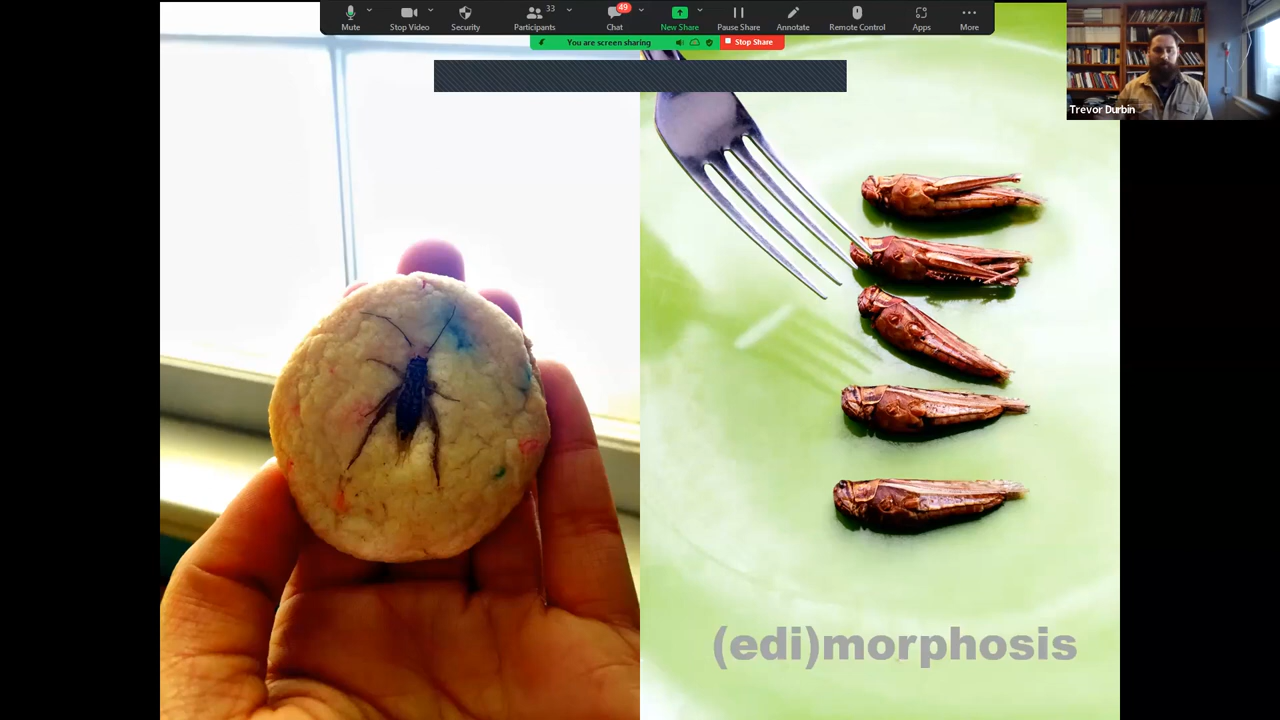 33
49
Mute
Stop Video
Security
Participants
Chat
New Share
Pause Share
Annotate
Remote Control
Apps
More
You are screen sharing
Stop Share
Trevor Durbin
(edi)morphosis